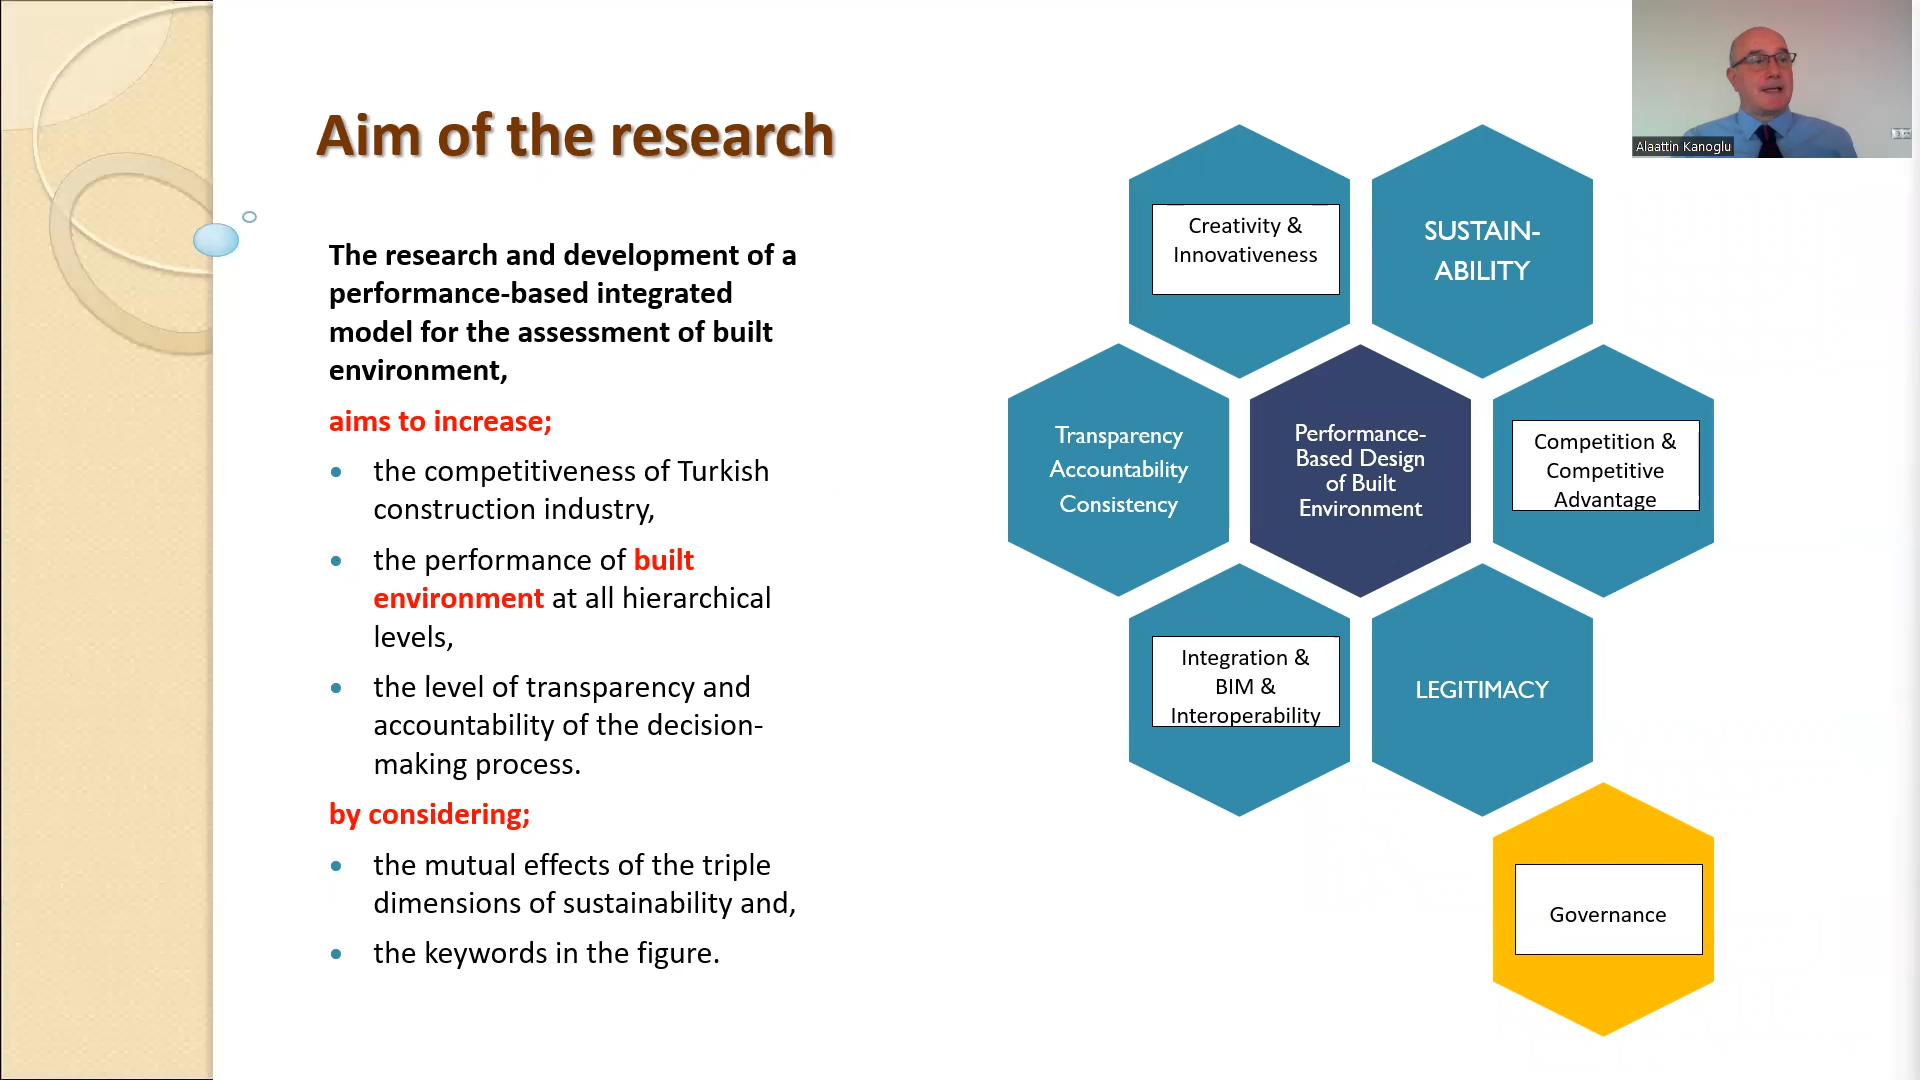 Aim of the research
The research and development of a
performance-based integrated
model for the assessment of built
environment,
aims to increase;
• the competitiveness of Turkish
construction industry,
• the performance of built
environment at all hierarchical
levels,
• the level of transparency and
accountability of the decision-
making process.
by considering;
• the mutual effects of the triple
dimensions of sustainability and,
• the keywords in the figure.
Creativity &
Innovativeness
SUSTAIN-
ABILITY
Transparency
Accountability
Consistency
Performance-
Based Design
of Built
Environment
Competition &
Competitive
Advantage
Integration &
BIM &
Interoperability
LEGITIMACY
Governance
Alaattin Kanoglu